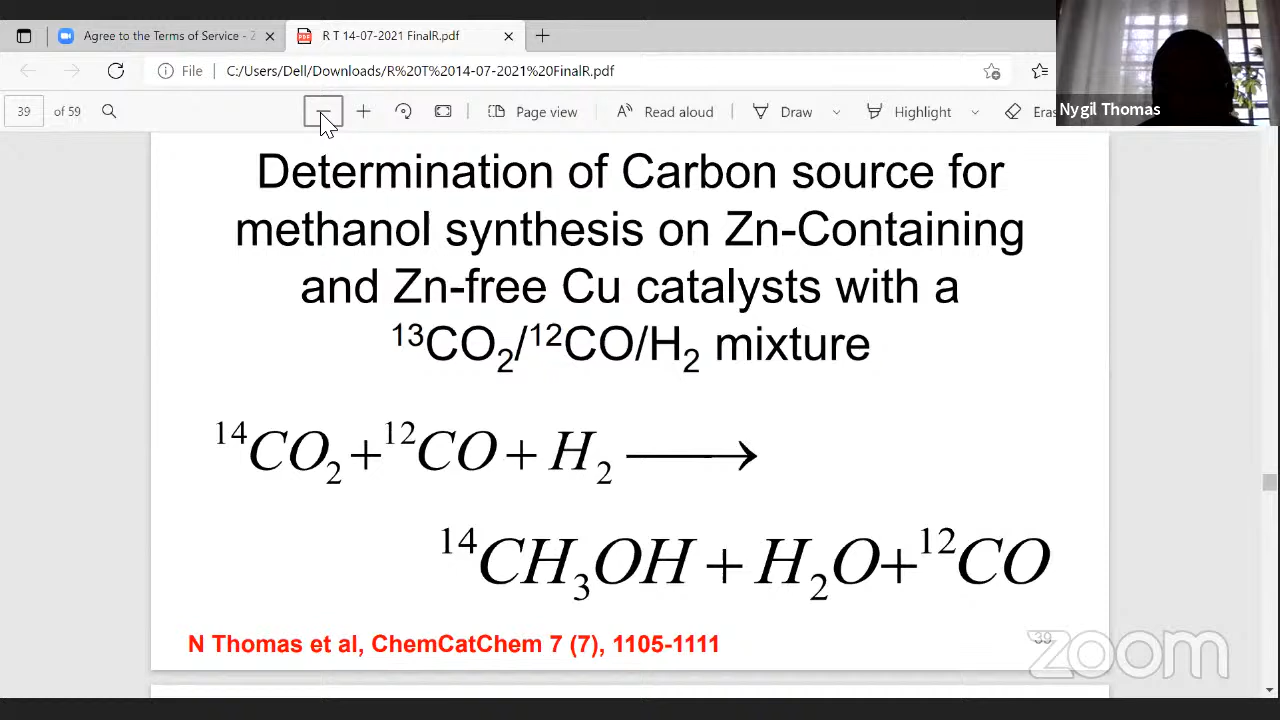 Agree to the Terms of Service - Z
R T 14-07-2021 FinalR.pdf
File
C:/Users/Dell/Downloads/R%20T%2014-07-2021%20FinalR.pdf
39 of 59
Page view
Read aloud
Draw
Highlight
Eras
Nygil Thomas
Determination of Carbon source for
methanol synthesis on Zn-Containing
and Zn-free Cu catalysts with a
¹³CO₂/¹²CO/H₂ mixture
¹⁴CO₂+¹²CO+H₂ ⟶
¹⁴CH₃OH+H₂O+¹²CO
N Thomas et al, ChemCatChem 7 (7), 1105-1111
39
zoom